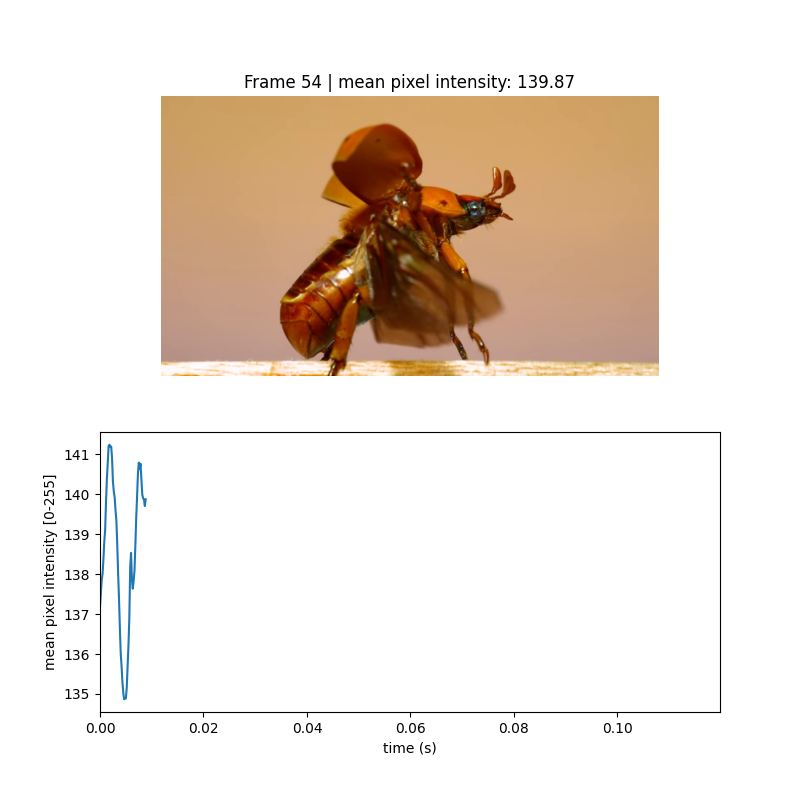 Frame 54 | mean pixel intensity: 139.87
141
140
139
138
137
136
135
mean pixel intensity [0-255]
0.00 0.02 0.04 0.06 0.08 0.10
time (s)